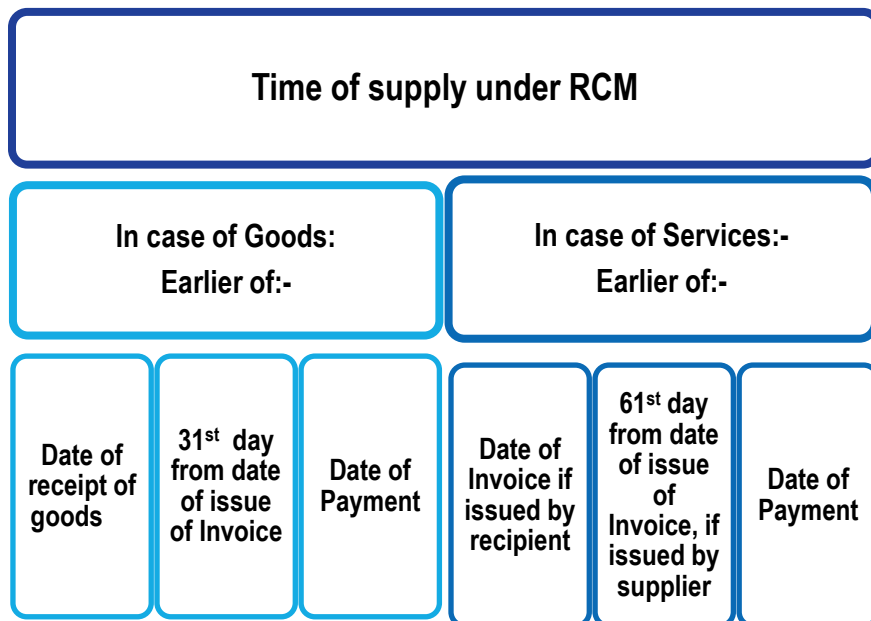 Time of supply under RCM
In case of Goods:
Earlier of:-
In case of Services:-
Earlier of:-
Date of
receipt of
goods
31st day
from date
of issue
of Invoice
Date of
Payment
Date of
Invoice if
issued by
recipient
61st day
from date
of issue
of
Invoice, if
issued by
supplier
Date of
Payment